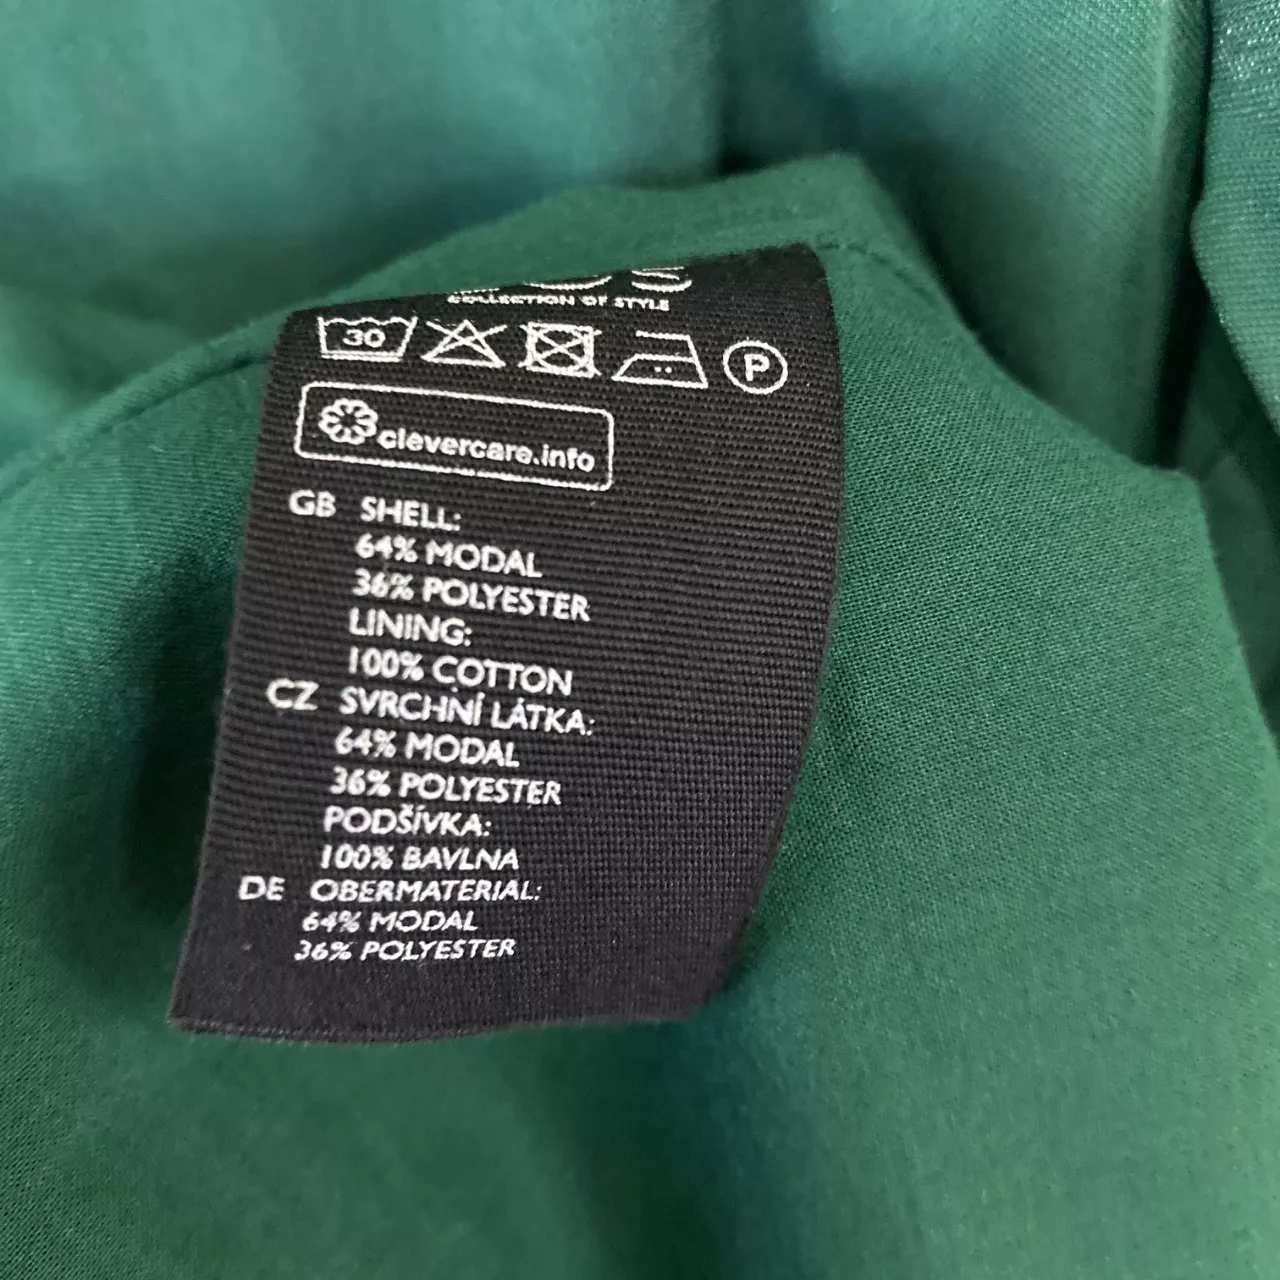 COLLECTION OF STYLE
30
P
clevercare.info
GB SHELL:
64% MODAL
36% POLYESTER
LINING:
100% COTTON
CZ SVRCHNÍ LÁTKA:
64% MODAL
36% POLYESTER
PODŠÍVKA:
100% BAVLNA
DE OBERMATERIAL:
64% MODAL
36% POLYESTER